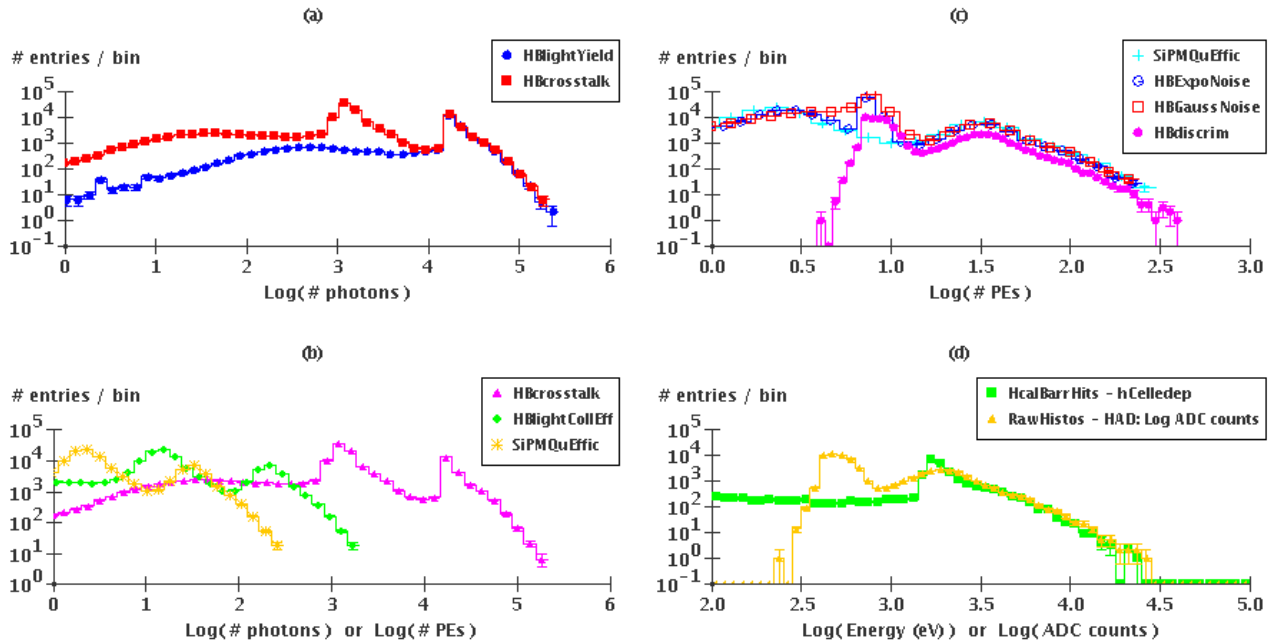 (a)
# entries / bin
HBlightYield
HBcrosstalk
10^5
10^4
10^3
10^2
10^1
10^0
10^-1
0 1 2 3 4 5 6
Log(# photons)
(c)
# entries / bin
SiPMQuEffic
HBExpoNoise
HBGaussNoise
HBdiscrim
10^5
10^4
10^3
10^2
10^1
10^0
10^-1
0.0 0.5 1.0 1.5 2.0 2.5 3.0
Log(# PEs)
(b)
# entries / bin
HBcrosstalk
HBlightCollEff
SiPMQuEffic
10^5
10^4
10^3
10^2
10^1
10^0
0 1 2 3 4 5 6
Log(# photons) or Log(# PEs)
(d)
# entries / bin
HcalBarrHits - hCelledep
RawHistos - HAD: Log ADC counts
10^5
10^4
10^3
10^2
10^1
10^0
10^-1
2.0 2.5 3.0 3.5 4.0 4.5 5.0
Log(Energy (eV) or Log(ADC counts)